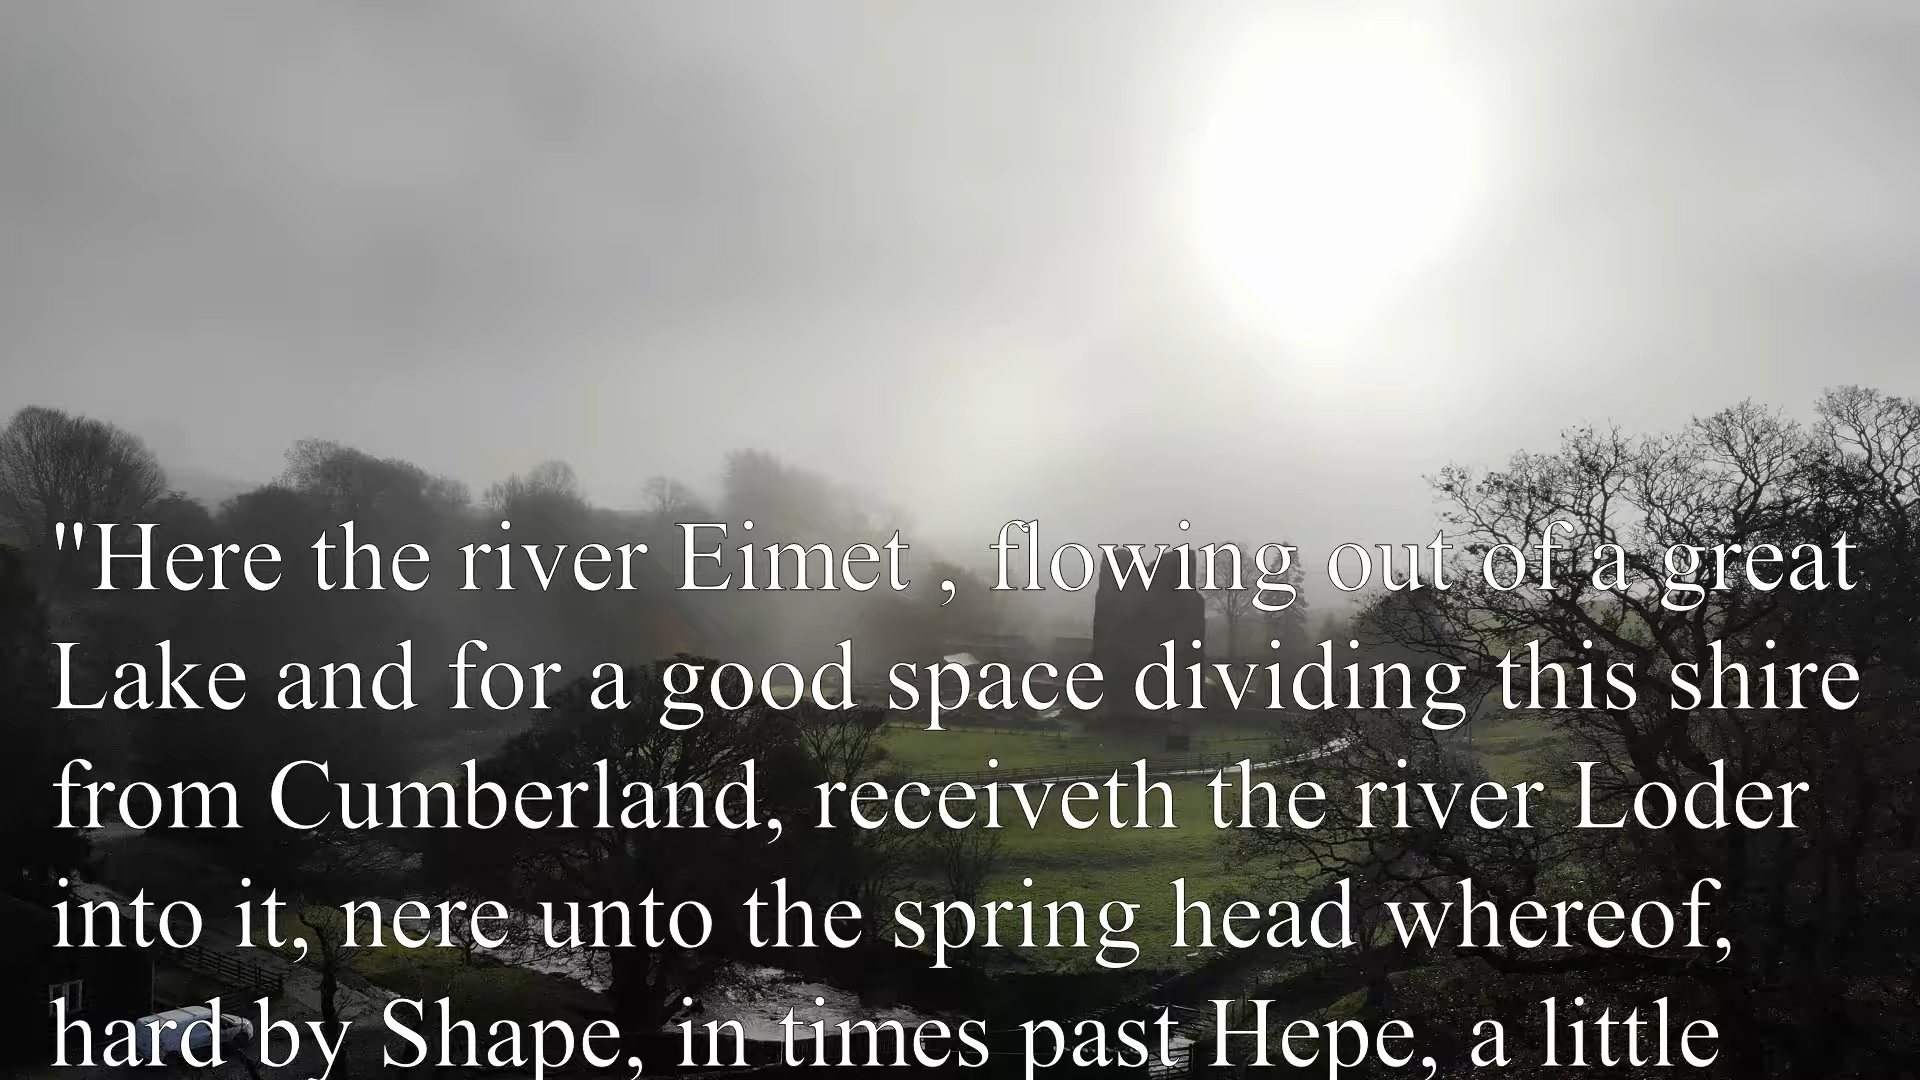 "Here the river Eimet , flowing out of a great
Lake and for a good space dividing this shire
from Cumberland, receiveth the river Loder
into it, nere unto the spring head whereof,
hard by Shape, in times past Hepe, a little